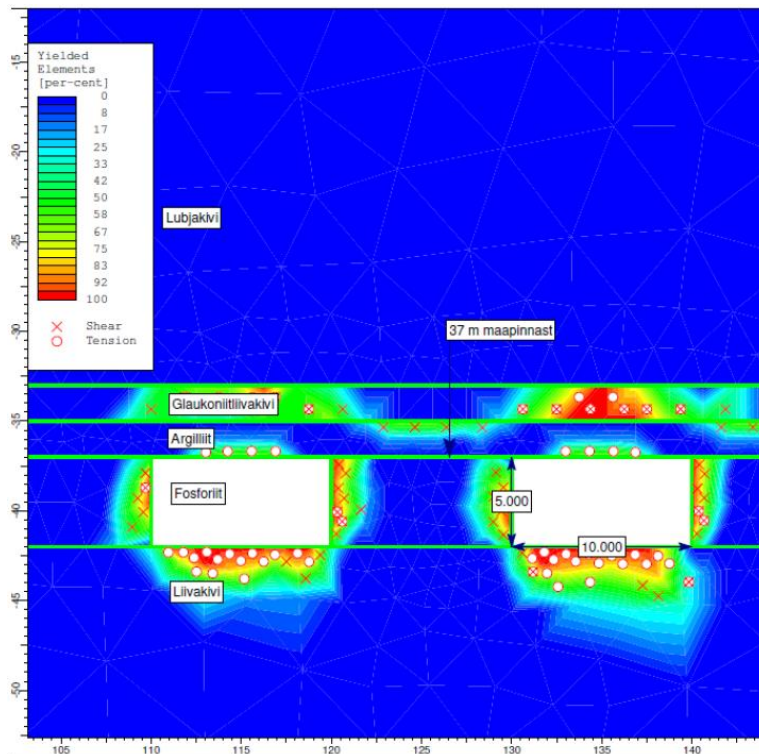 Yielded
Elements
[per-cent]
0
8
17
25
33
42
50
58
67
75
83
92
100
Shear
Tension
Lubjakivi
37 m maapinnast
Glaukoniitliivakivi
Argilliit
Fosforiit
5.000
10.000
Liivakivi
-15
-20
-25
-30
-35
-40
-45
-50
105
110
115
120
125
130
135
140